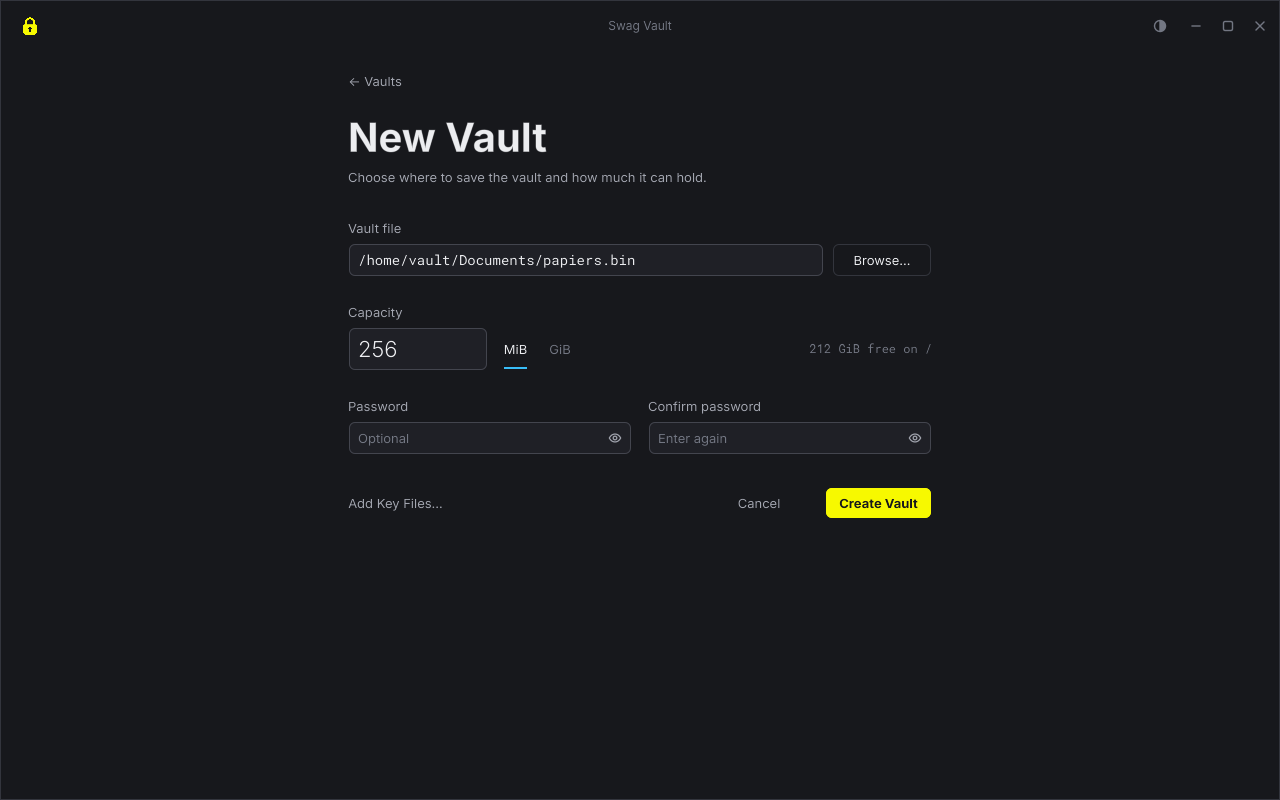 Swag Vault
← Vaults
New Vault
Choose where to save the vault and how much it can hold.
Vault file
/home/vault/Documents/papiers.bin
Browse...
Capacity
256 MiB GiB 212 GiB free on /
Password Confirm password
Optional Enter again
Add Key Files... Cancel Create Vault